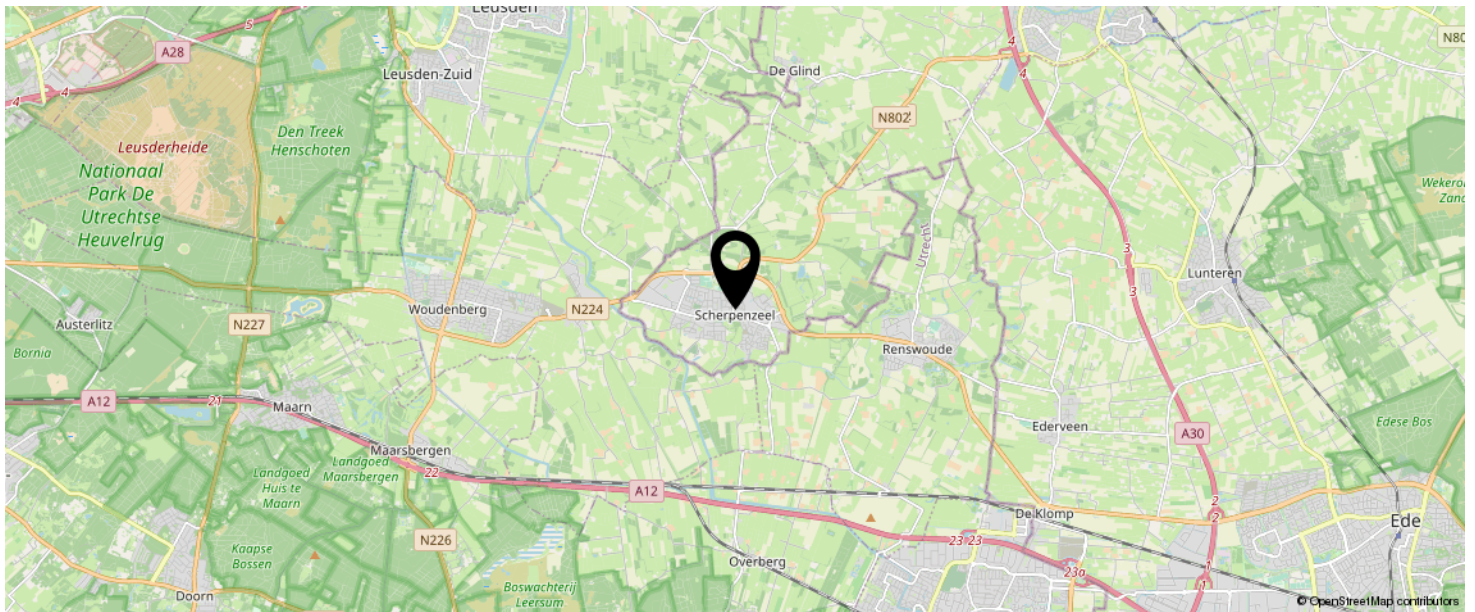 Leusden
5
A28
N80
4
De Glind
Leusden-Zuid
4
4
4
N802
Den Treek
Henschoten
Leusderheide
Nationaal
Park De
Utrechtse
Heuvelrug
Utrecht
3
Lunteren
3
Woudenberg
N224
Scherpenzeel
Austerlitz
N227
Bornia
Renswoude
A12
21
Maarn
Edese Bos
Ederveen
A30
Maarsbergen
Landgoed
Maarsbergen
22
Landgoed
Huis te
Maarn
A12
2
2
De Klomp
Ede
N226
23 23
Kaapse
Bossen
Overberg
23a
1
1
Boswachterij
Leersum
Doorn
© OpenStreetMap contributors